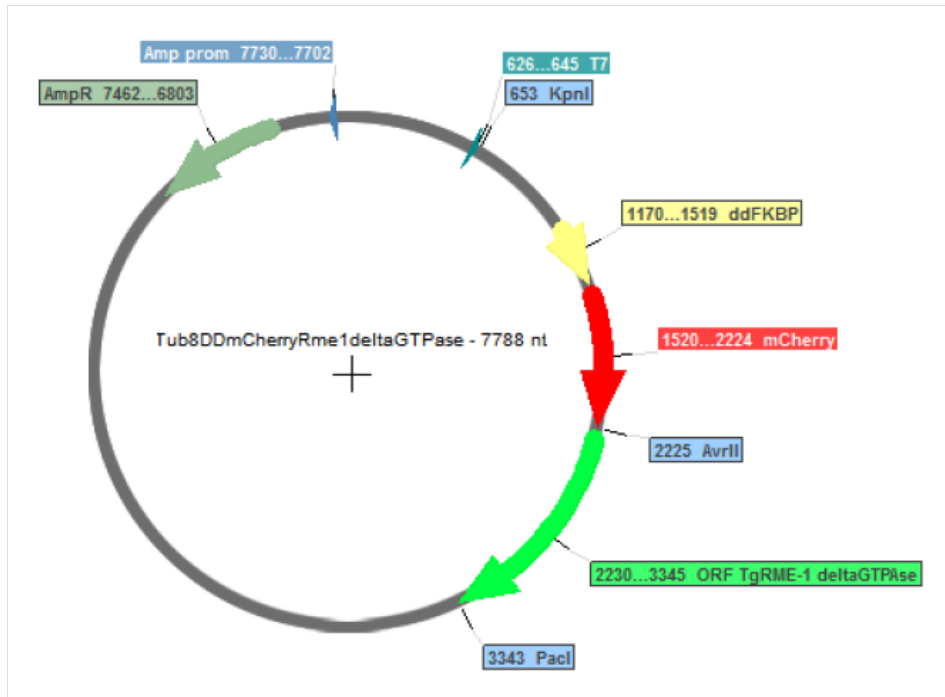 Amp prom 7730...7702
626...645 T7
AmpR 7462...6803
653 KpnI
1170...1519 ddFKBP
Tub8DDmCherryRme1deltaGTPase - 7788 nt
1520...2224 mCherry
2225 AvrII
2230...3345 ORF TgRME-1 deltaGTPAse
3343 PacI